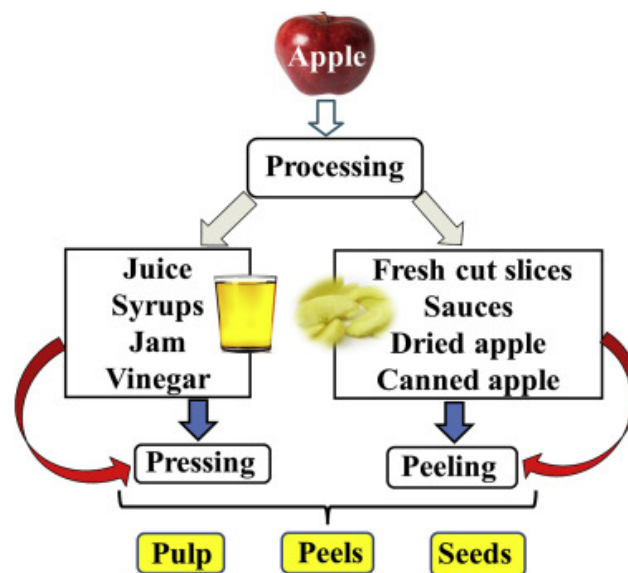 Apple
Processing
Juice
Syrups
Jam
Vinegar
Fresh cut slices
Sauces
Dried apple
Canned apple
Pressing
Peeling
Pulp
Peels
Seeds